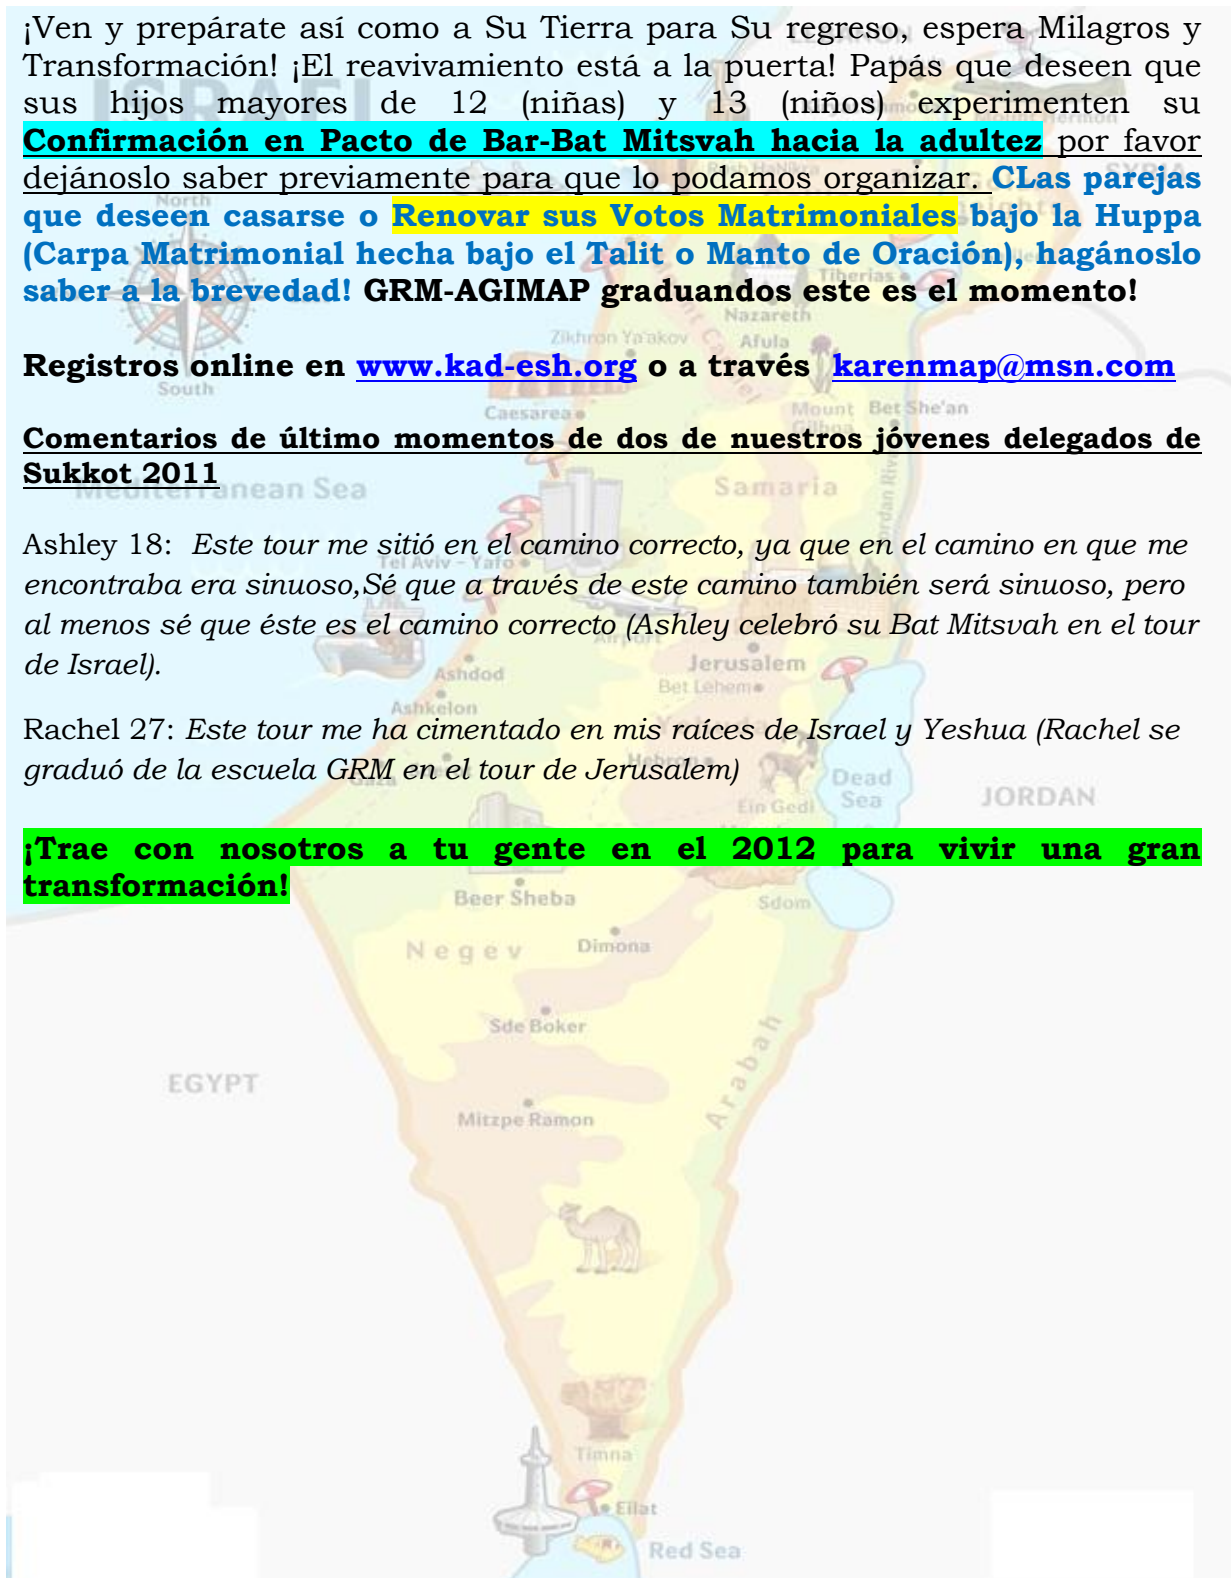 ¡Ven y prepárate así como a Su Tierra para Su regreso, espera Milagros y
Transformación! ¡El reavivamiento está a la puerta! Papás que deseen que
sus hijos mayores de 12 (niñas) y 13 (niños) experimenten su
Confirmación en Pacto de Bar-Bat Mitsvah hacia la adultez por favor
dejánoslo saber previamente para que lo podamos organizar. CLas parejas
que deseen casarse o Renovar sus Votos Matrimoniales bajo la Huppa
(Carpa Matrimonial hecha bajo el Talit o Manto de Oración), hagánoslo
saber a la brevedad! GRM-AGIMAP graduandos este es el momento!
Registros online en www.kad-esh.org o a través karenmap@msn.com
Comentarios de último momentos de dos de nuestros jóvenes delegados de
Sukkot 2011
Ashley 18: Este tour me sitió en el camino correcto, ya que en el camino en que me
encontraba era sinuoso,Sé que a través de este camino también será sinuoso, pero
al menos sé que éste es el camino correcto (Ashley celebró su Bat Mitsvah en el tour
de Israel).
Rachel 27: Este tour me ha cimentado en mis raíces de Israel y Yeshua (Rachel se
graduó de la escuela GRM en el tour de Jerusalem)
¡Trae con nosotros a tu gente en el 2012 para vivir una gran
transformación!
ISRAEL
LEBANON
Mount Hermon
SYRIA
North
South
Tiberias
Nazareth
Zikhron Ya'akov
Afula
Caesarea
Mount Gilboa
Bet She'an
Mediterranean Sea
Samaria
Jordan River
Tel Aviv - Yafo
Airport
Jerusalem
Bet Lehem
Ashdod
Ashkelon
Hebron
Dead
Sea
Ein Gedi
JORDAN
Beer Sheba
Sdom
Negev
Dimona
Sde Boker
Arabah
EGYPT
Mitzpe Ramon
Timna
Eilat
Red Sea